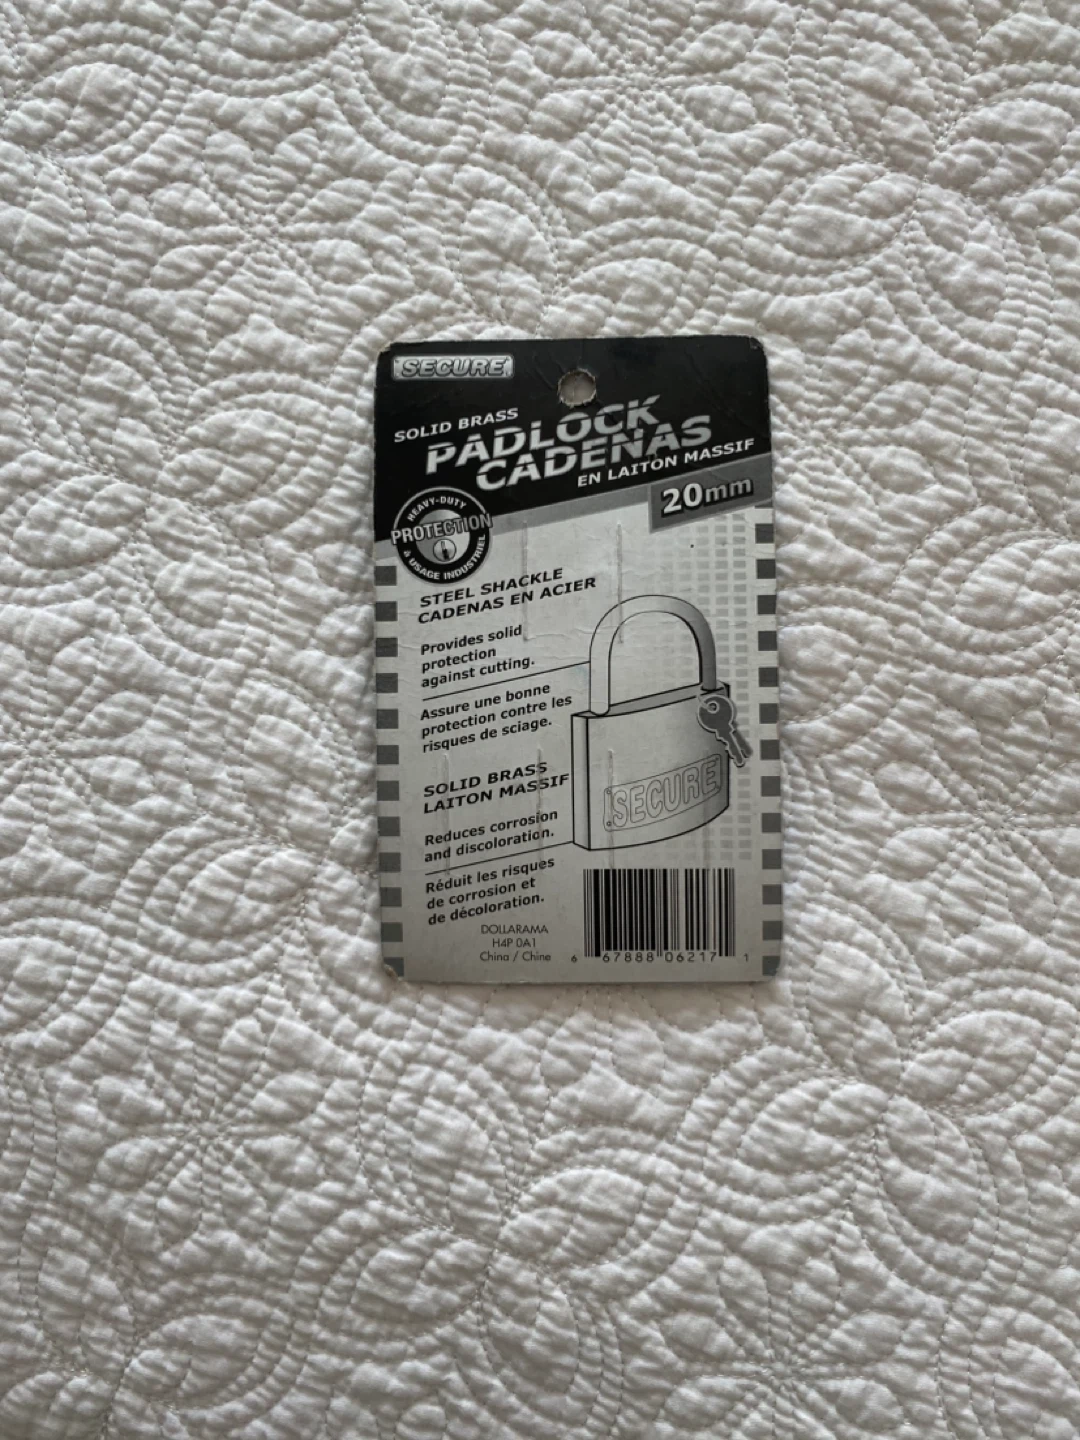 SECURE
SOLID BRASS
PADLOCK
CADENAS
EN LAITON MASSIF
20mm
HEAVY-DUTY
PROTECTION
À USAGE INDUSTRIEL
STEEL SHACKLE
CADENAS EN ACIER
Provides solid
protection
against cutting.
Assure une bonne
protection contre les
risques de sciage.
SOLID BRASS
LAITON MASSIF
Reduces corrosion
and discoloration.
Réduit les risques
de corrosion et
de décoloration.
SECURE
DOLLARAMA
H4P 0A1
China / Chine
6 67888 06217 1